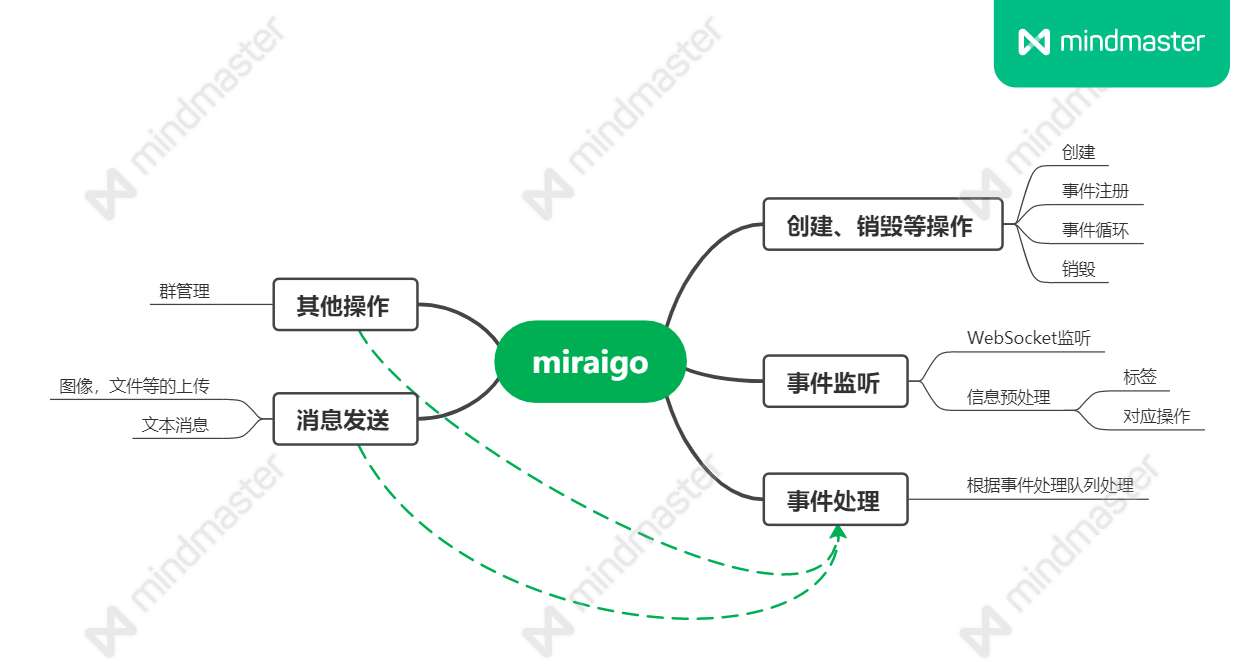 mindmaster
mindmaster
mindmaster
mindmaster
创建
事件注册
创建、销毁等操作
事件循环
销毁
群管理
其他操作
miraigo
WebSocket监听
事件监听
标签
信息预处理
对应操作
图像，文件等的上传
消息发送
文本消息
事件处理
根据事件处理队列处理
mindmaster
mindmaster
mindmaster